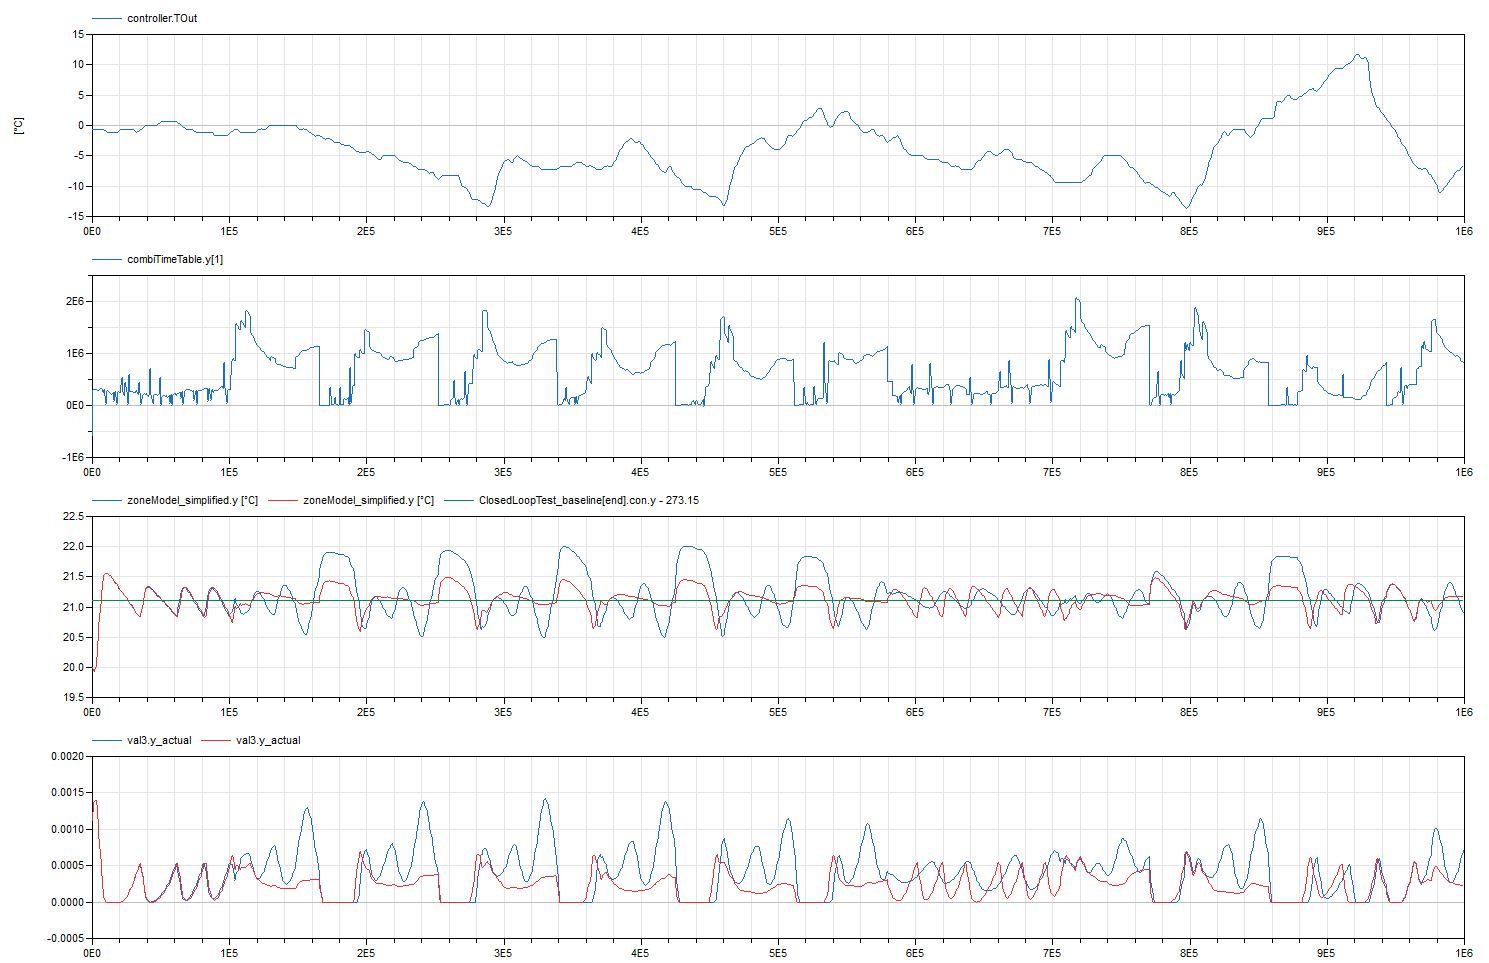 controller.TOut
15
10
5
0
-5
-10
-15
[°C]
0E0 1E5 2E5 3E5 4E5 5E5 6E5 7E5 8E5 9E5 1E6
combiTimeTable.y[1]
2E6
1E6
0E0
-1E6
0E0 1E5 2E5 3E5 4E5 5E5 6E5 7E5 8E5 9E5 1E6
zoneModel_simplified.y [°C] zoneModel_simplified.y [°C] ClosedLoopTest_baseline[end].con.y - 273.15
22.5
22.0
21.5
21.0
20.5
20.0
19.5
0E0 1E5 2E5 3E5 4E5 5E5 6E5 7E5 8E5 9E5 1E6
val3.y_actual val3.y_actual
0.0020
0.0015
0.0010
0.0005
0.0000
-0.0005
0E0 1E5 2E5 3E5 4E5 5E5 6E5 7E5 8E5 9E5 1E6